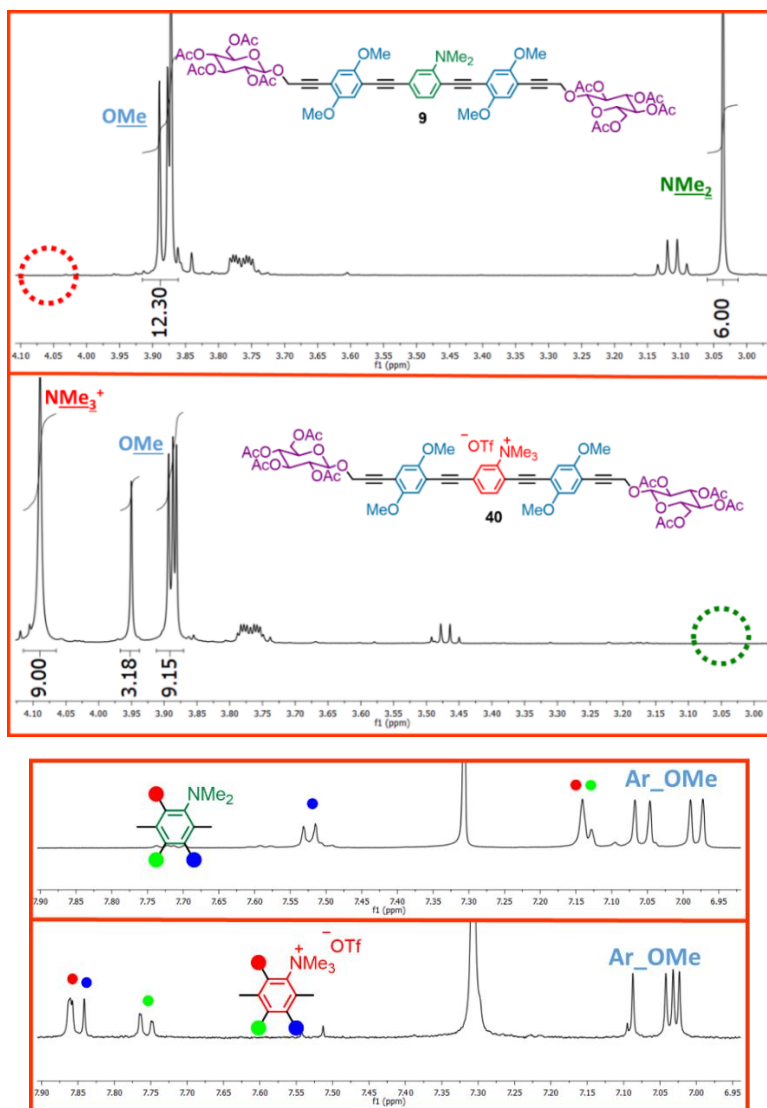 AcO AcO AcO OAc O O
OMe NMe2 OMe
OMe OMe
9
O O OAc OAc OAc AcO
OMe
NMe2
12.30
6.00
4.10 4.05 4.00 3.95 3.90 3.85 3.80 3.75 3.70 3.65 3.60 3.55 3.50 3.45 3.40 3.35 3.30 3.25 3.20 3.15 3.10 3.05 3.00
f1 (ppm)
NMe3+
OMe
−OTf
AcO AcO AcO OAc O O
OMe +NMe3 OMe
MeO MeO
40
O O OAc OAc OAc AcO
9.00
3.18
9.15
4.10 4.05 4.00 3.95 3.90 3.85 3.80 3.75 3.70 3.65 3.60 3.55 3.50 3.45 3.40 3.35 3.30 3.25 3.20 3.15 3.10 3.05 3.00
f1 (ppm)
NMe2
Ar_OMe
7.90 7.85 7.80 7.75 7.70 7.65 7.60 7.55 7.50 7.45 7.40 7.35 7.30 7.25 7.20 7.15 7.10 7.05 7.00 6.95
f1 (ppm)
−OTf
+NMe3
Ar_OMe
7.90 7.85 7.80 7.75 7.70 7.65 7.60 7.55 7.50 7.45 7.40 7.35 7.30 7.25 7.20 7.15 7.10 7.05 7.00 6.95
f1 (ppm)